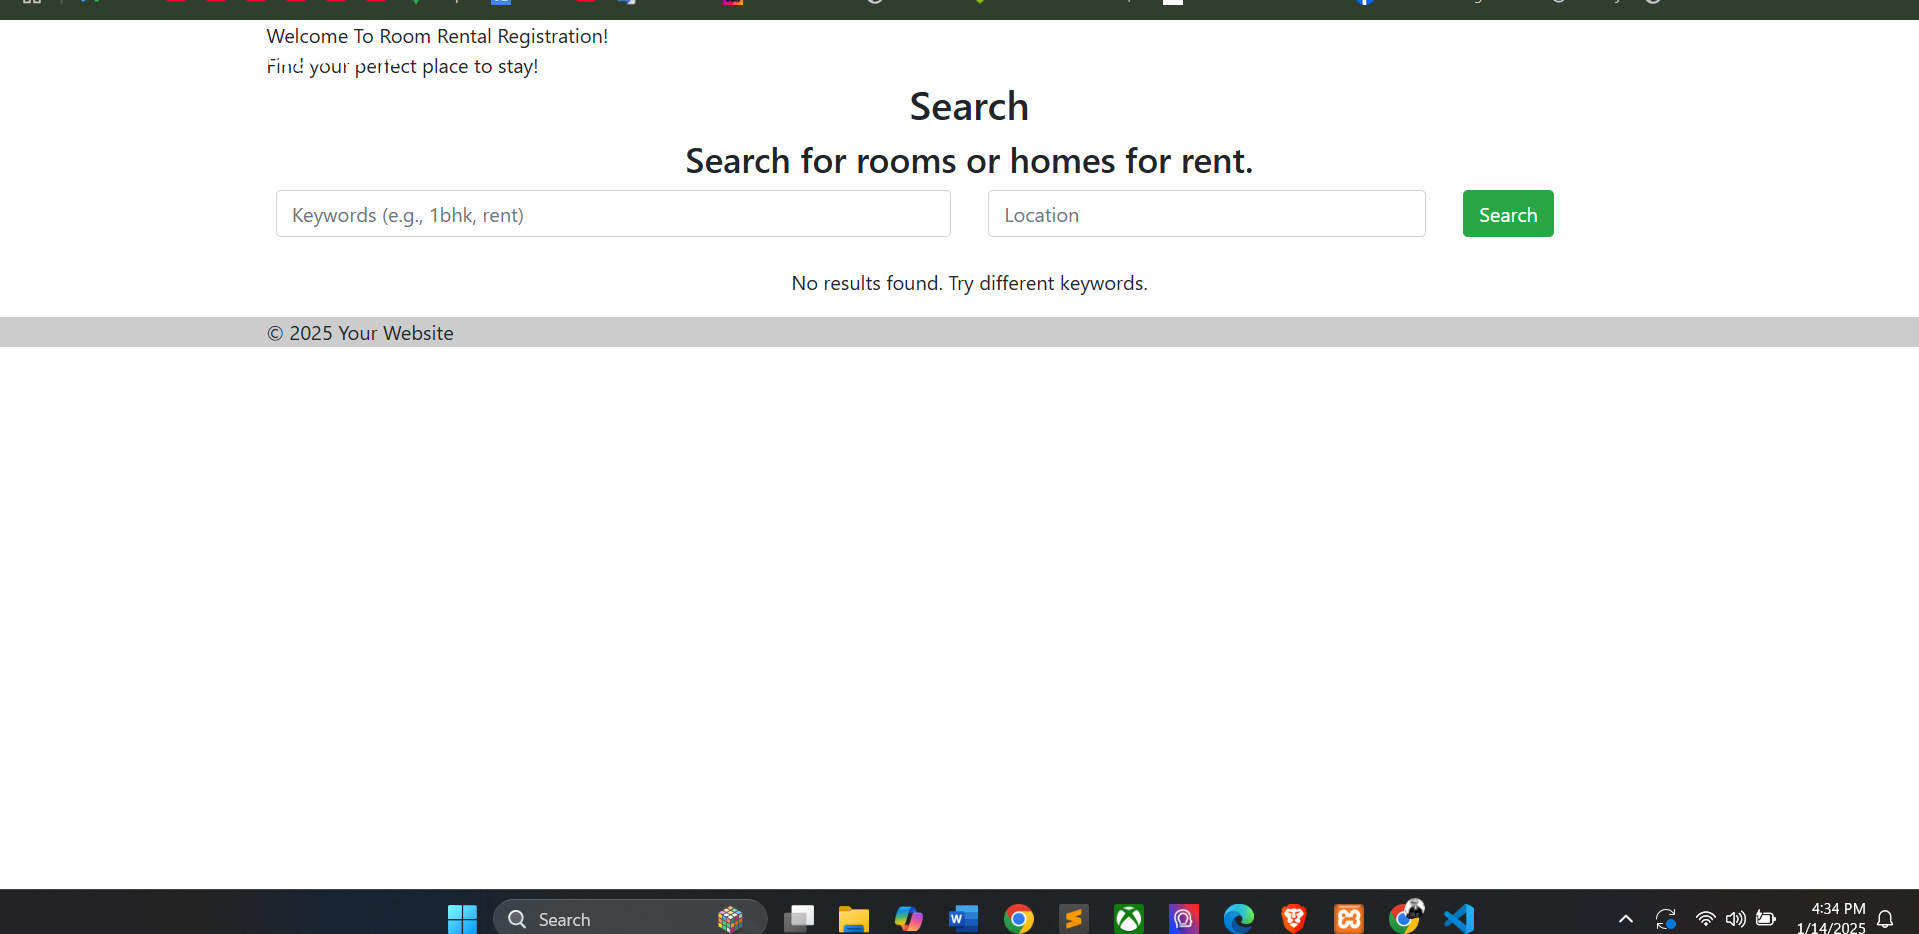 Welcome To Room Rental Registration!
Find your perfect place to stay!
Search
Search for rooms or homes for rent.
Keywords (e.g., 1bhk, rent)
Location
Search
No results found. Try different keywords.
© 2025 Your Website
Search
4:34 PM
1/14/2025